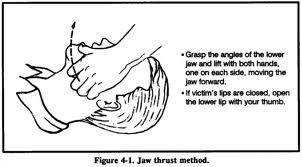 • Grasp the angles of the lower
jaw and lift with both hands,
one on each side, moving the
jaw forward.
• If victim's lips are closed, open
the lower lip with your thumb.
Figure 4-1. Jaw thrust method.